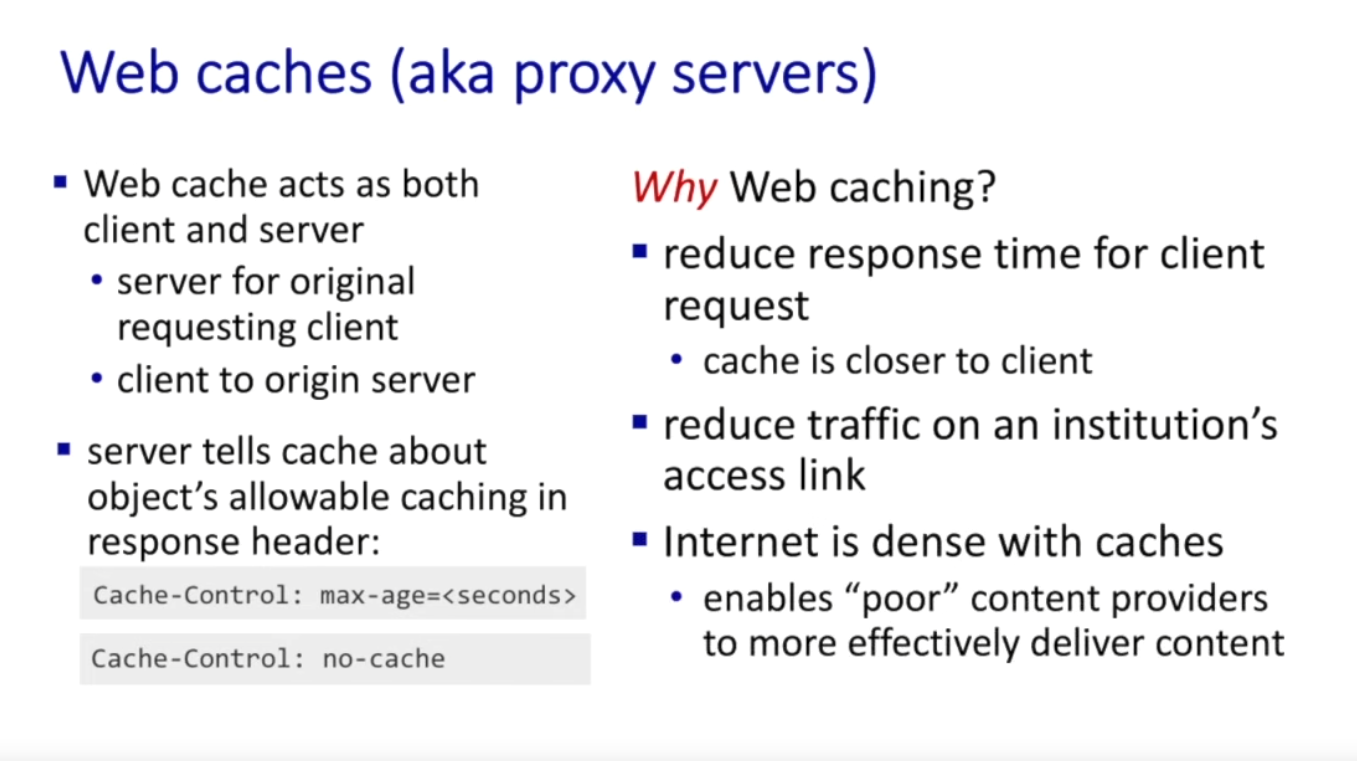 Web caches (aka proxy servers)
▪ Web cache acts as both
client and server
• server for original
requesting client
• client to origin server
▪ server tells cache about
object’s allowable caching in
response header:
Cache-Control: max-age=<seconds>
Cache-Control: no-cache
Why Web caching?
▪ reduce response time for client
request
• cache is closer to client
▪ reduce traffic on an institution’s
access link
▪ Internet is dense with caches
• enables “poor” content providers
to more effectively deliver content